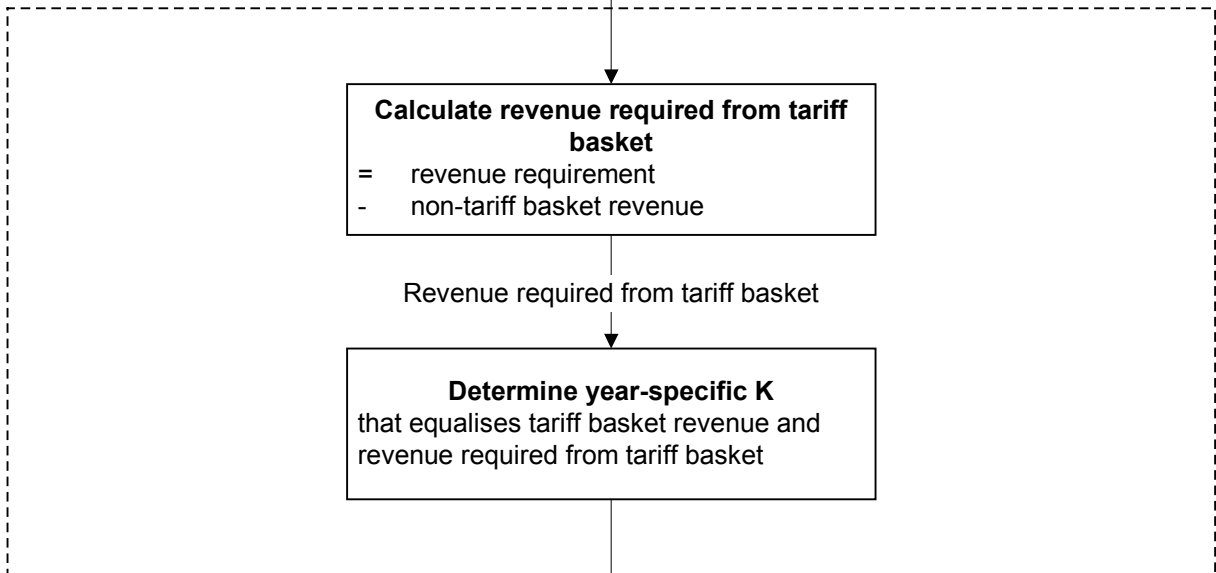 Calculate revenue required from tariff
basket
= revenue requirement
- non-tariff basket revenue
Revenue required from tariff basket
Determine year-specific K
that equalises tariff basket revenue and
revenue required from tariff basket